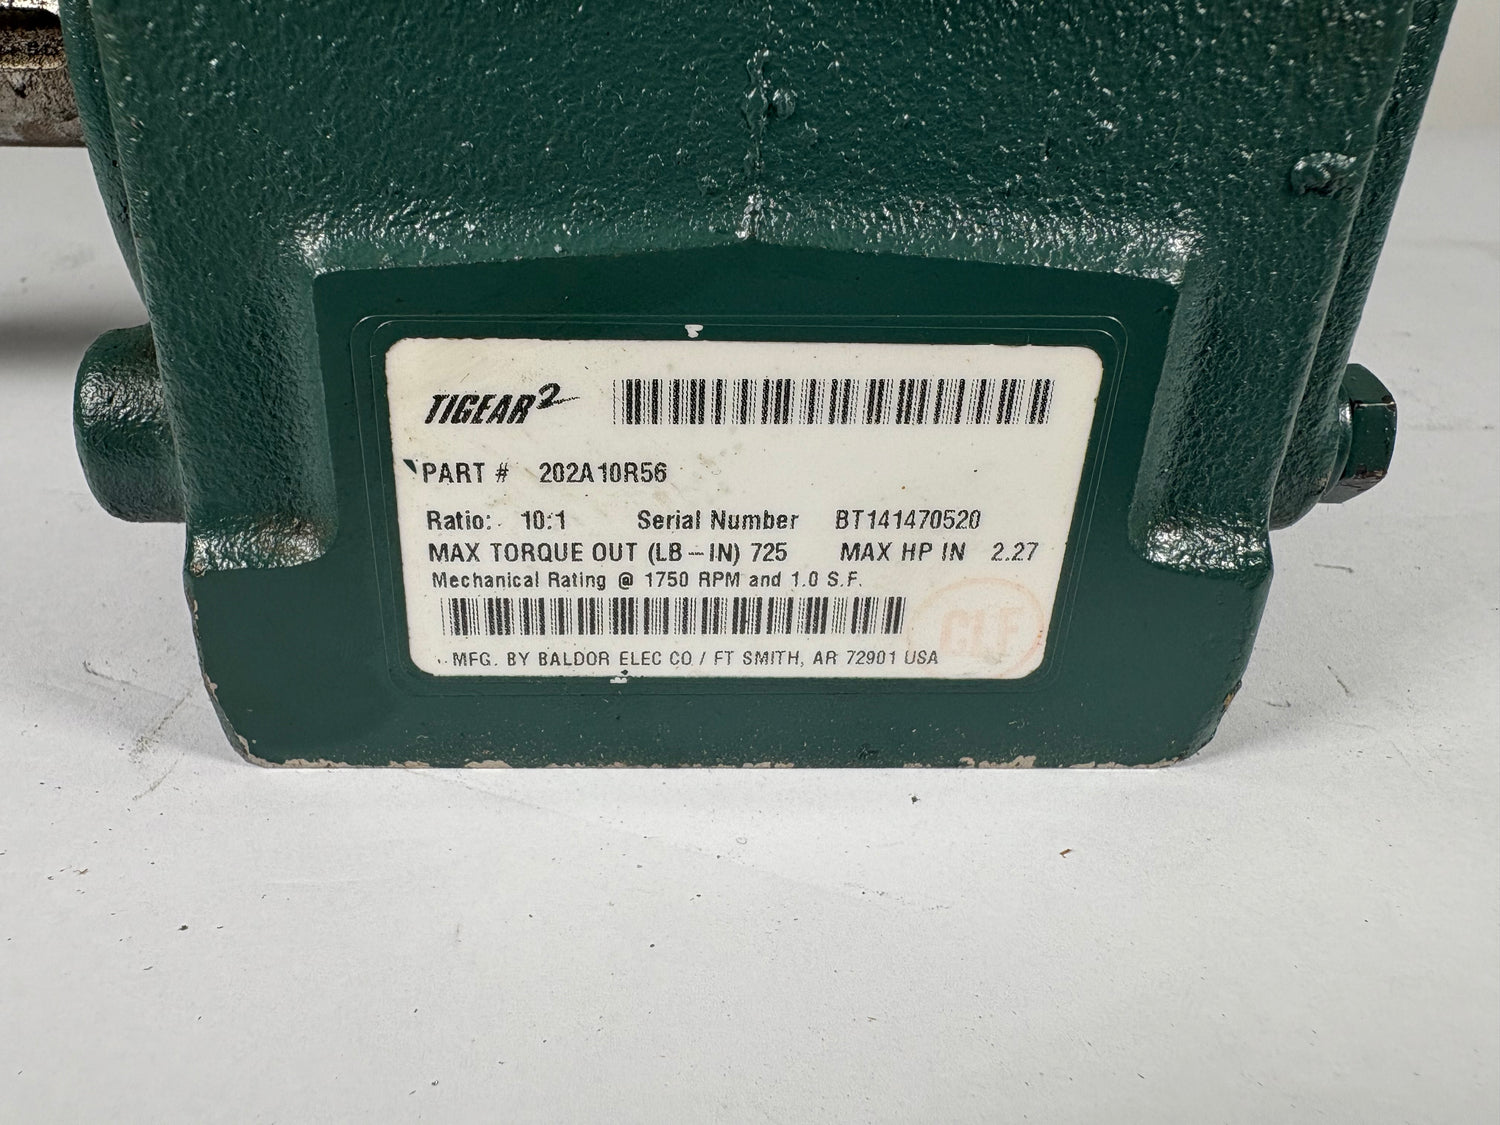 TIGEAR2
PART # 202A10R56
Ratio: 10:1 Serial Number BT141470520
MAX TORQUE OUT (LB-IN) 725 MAX HP IN 2.27
Mechanical Rating @ 1750 RPM and 1.0 S.F.
CLF
MFG. BY BALDOR ELEC CO / FT SMITH, AR 72901 USA